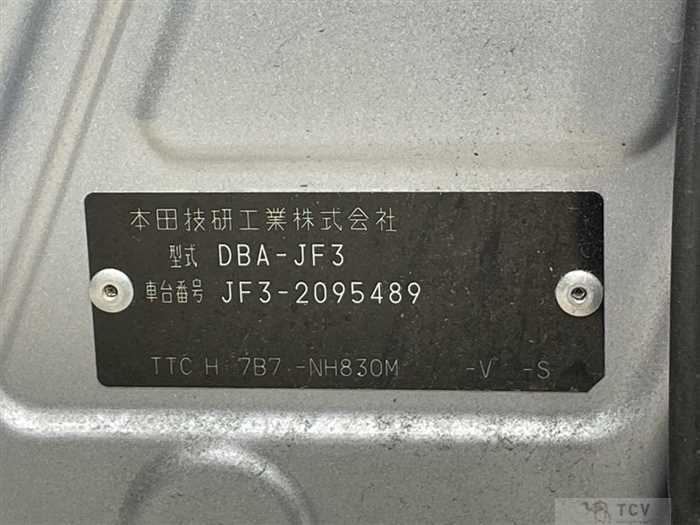 本田技研工業株式会社
型式 DBA-JF3
車台番号 JF3-2095489
TTC H 7B7 -NH830M -V -S
TCV